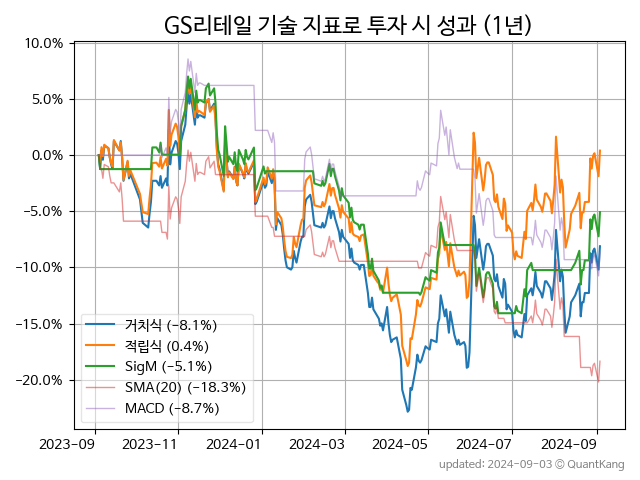 GS리테일 기술 지표로 투자 시 성과 (1년)
10.0%
5.0%
0.0%
−5.0%
−10.0%
−15.0%
−20.0%
거치식 (−8.1%)
적립식 (0.4%)
SigM (−5.1%)
SMA(20) (−18.3%)
MACD (−8.7%)
2023-09 2023-11 2024-01 2024-03 2024-05 2024-07 2024-09
updated: 2024-09-03 © QuantKang